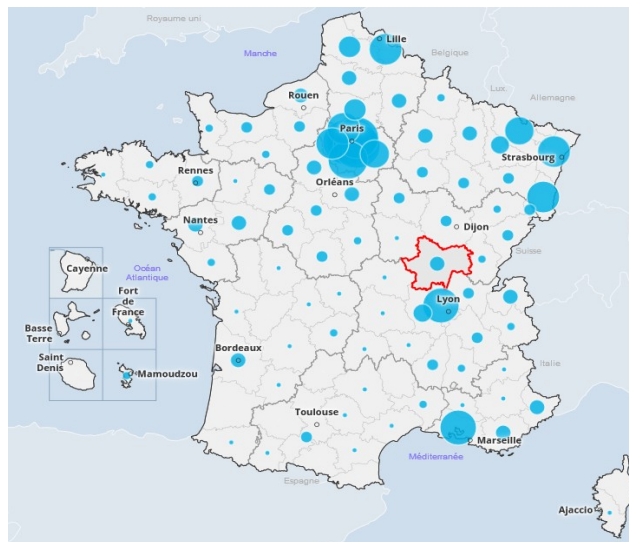 Royaume uni
Manche
Lille
Belgique
Lux
Allemagne
Rouen
Paris
Strasbourg
Rennes
Orléans
Nantes
Dijon
Suisse
Cayenne
Océan
Atlantique
Fort
de
France
Basse
Terre
Lyon
Saint
Denis
Mamoudzou
Bordeaux
Italie
Toulouse
Marseille
Méditerranée
Espagne
Ajaccio